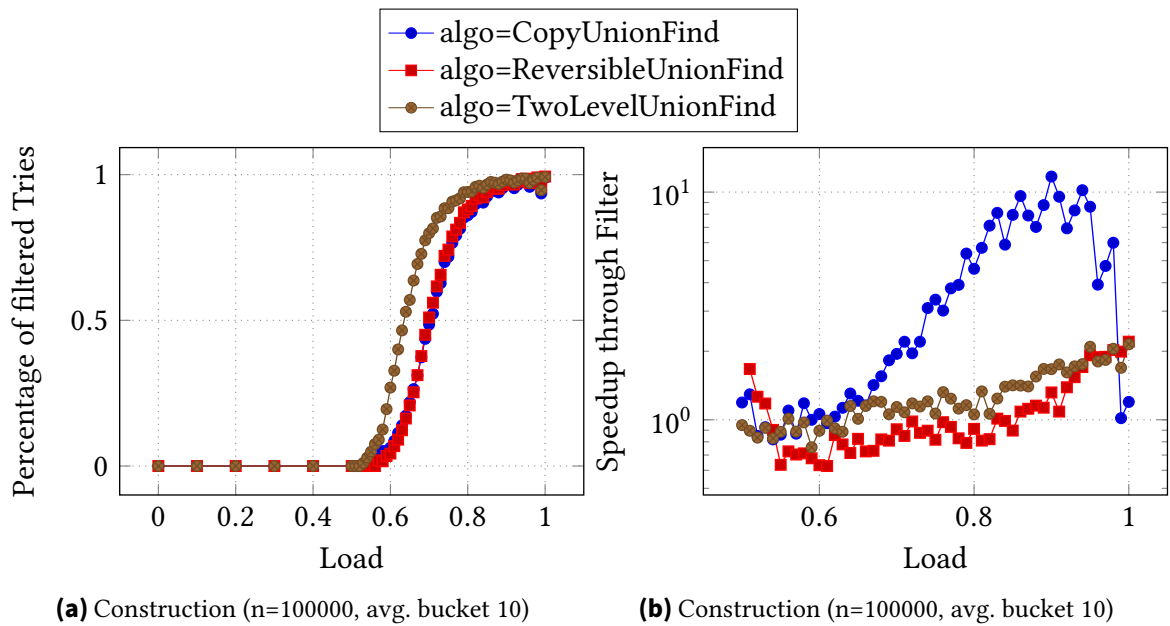 algo=CopyUnionFind
algo=ReversibleUnionFind
algo=TwoLevelUnionFind
Percentage of filtered Tries
1
0.5
0
0
0.2
0.4
0.6
0.8
1
Load
(a) Construction (n=100000, avg. bucket 10)
Speedup through Filter
10^1
10^0
0.6
0.8
1
Load
(b) Construction (n=100000, avg. bucket 10)